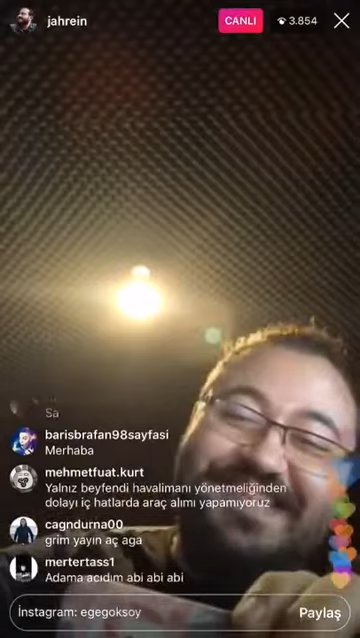 jahrein
CANLI
3.854
Sa
barisbrafan98sayfasi
Merhaba
mehmetfuat.kurt
Yalnız beyfendi havalimanı yönetmeliğinden
dolayı iç hatlarda araç alımı yapamıyoruz
cagndurna00
grim yayın aç aga
mertertass1
Adama acıdım abi abi abi
İnstagram: egegoksoy
Paylaş